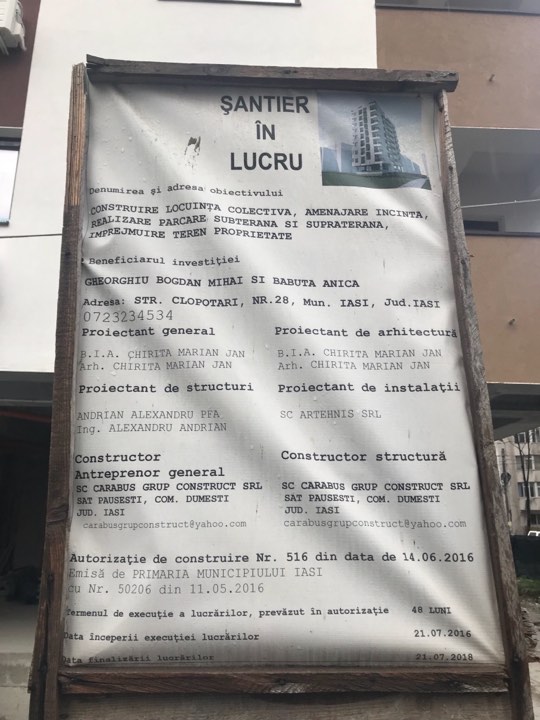 ŞANTIER
ÎN
LUCRU
Denumirea şi adresa obiectivului
CONSTRUIRE LOCUINTA COLECTIVA, AMENAJARE INCINTA,
REALIZARE PARCARE SUBTERANA SI SUPRATERANA,
IMPREJMUIRE TEREN PROPRIETATE
Beneficiarul investiţiei
GHEORGHIU BOGDAN MIHAI SI BABUTA ANICA
Adresa: STR. CLOPOTARI, NR.28, Mun. IASI, Jud.IASI
0723234534
Proiectant general
B.I.A. CHIRITA MARIAN JAN
Arh. CHIRITA MARIAN JAN
Proiectant de arhitectură
B.I.A. CHIRITA MARIAN JAN
Arh. CHIRITA MARIAN JAN
Proiectant de structuri
ANDRIAN ALEXANDRU PFA
Ing. ALEXANDRU ANDRIAN
Proiectant de instalaţii
SC ARTEHNIS SRL
Constructor
Antreprenor general
SC CARABUS GRUP CONSTRUCT SRL
SAT PAUSESTI, COM. DUMESTI
JUD. IASI
carabusgrupconstruct@yahoo.com
Constructor structură
SC CARABUS GRUP CONSTRUCT SRL
SAT PAUSESTI, COM. DUMESTI
JUD. IASI
carabusgrupconstruct@yahoo.com
Autorizaţie de construire Nr. 516 din data de 14.06.2016
Emisă de PRIMARIA MUNICIPIULUI IASI
cu Nr. 50206 din 11.05.2016
Termenul de execuţie a lucrărilor, prevăzut în autorizaţie 48 LUNI
Data începerii execuţiei lucrărilor 21.07.2016
Data finalizării lucrărilor 21.07.2018